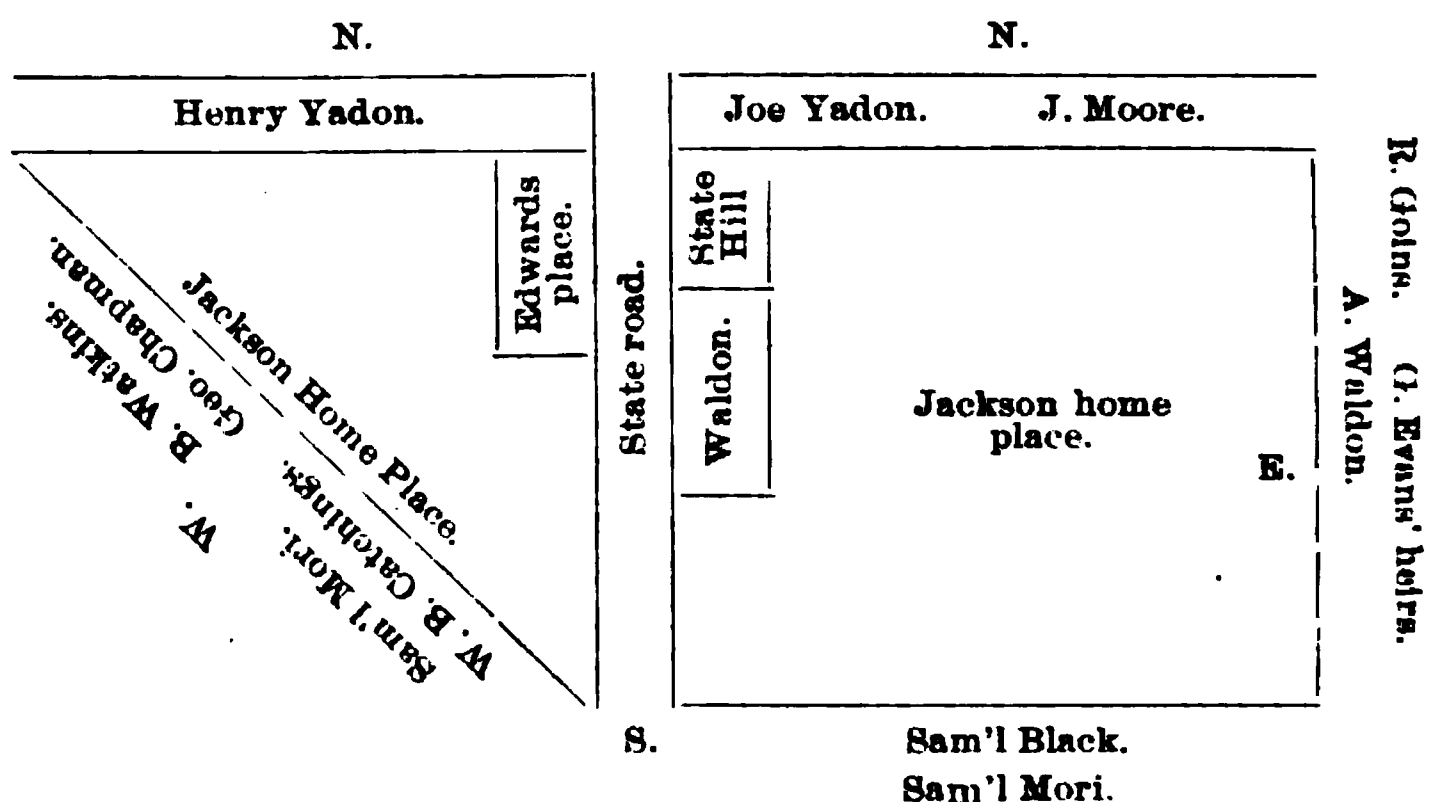 N.
N.
Henry Yadon.
Joe Yadon.
J. Moore.
Edwards
place.
State road.
State
Hill
Waldon.
Jackson Home Place.
Geo. Chapman.
W. B. Catchings.
B. Watkins.
Sam'l Mori.
W.
Jackson home
place.
E.
A. Waldon.
R. Goins.
G. Evans' heirs.
S.
Sam'l Black.
Sam'l Mori.